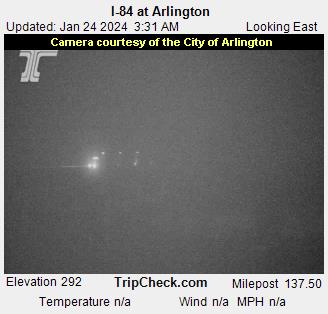 I-84 at Arlington
Updated: Jan 24 2024 3:31 AM Looking East
Camera courtesy of the City of Arlington
Elevation 292 TripCheck.com Milepost 137.50
Temperature n/a Wind n/a MPH n/a